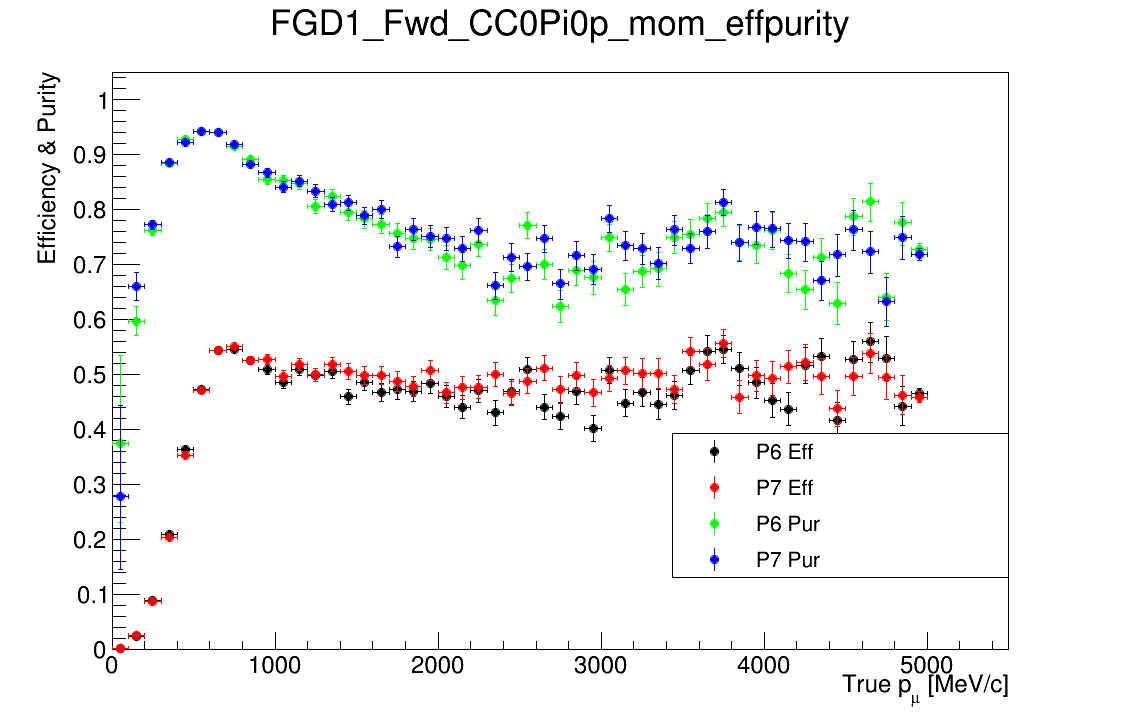 FGD1_Fwd_CC0Pi0p_mom_effpurity
Efficiency & Purity
1
0.9
0.8
0.7
0.6
0.5
0.4
0.3
0.2
0.1
0
P6 Eff
P7 Eff
P6 Pur
P7 Pur
0 1000 2000 3000 4000 5000
True pμ [MeV/c]